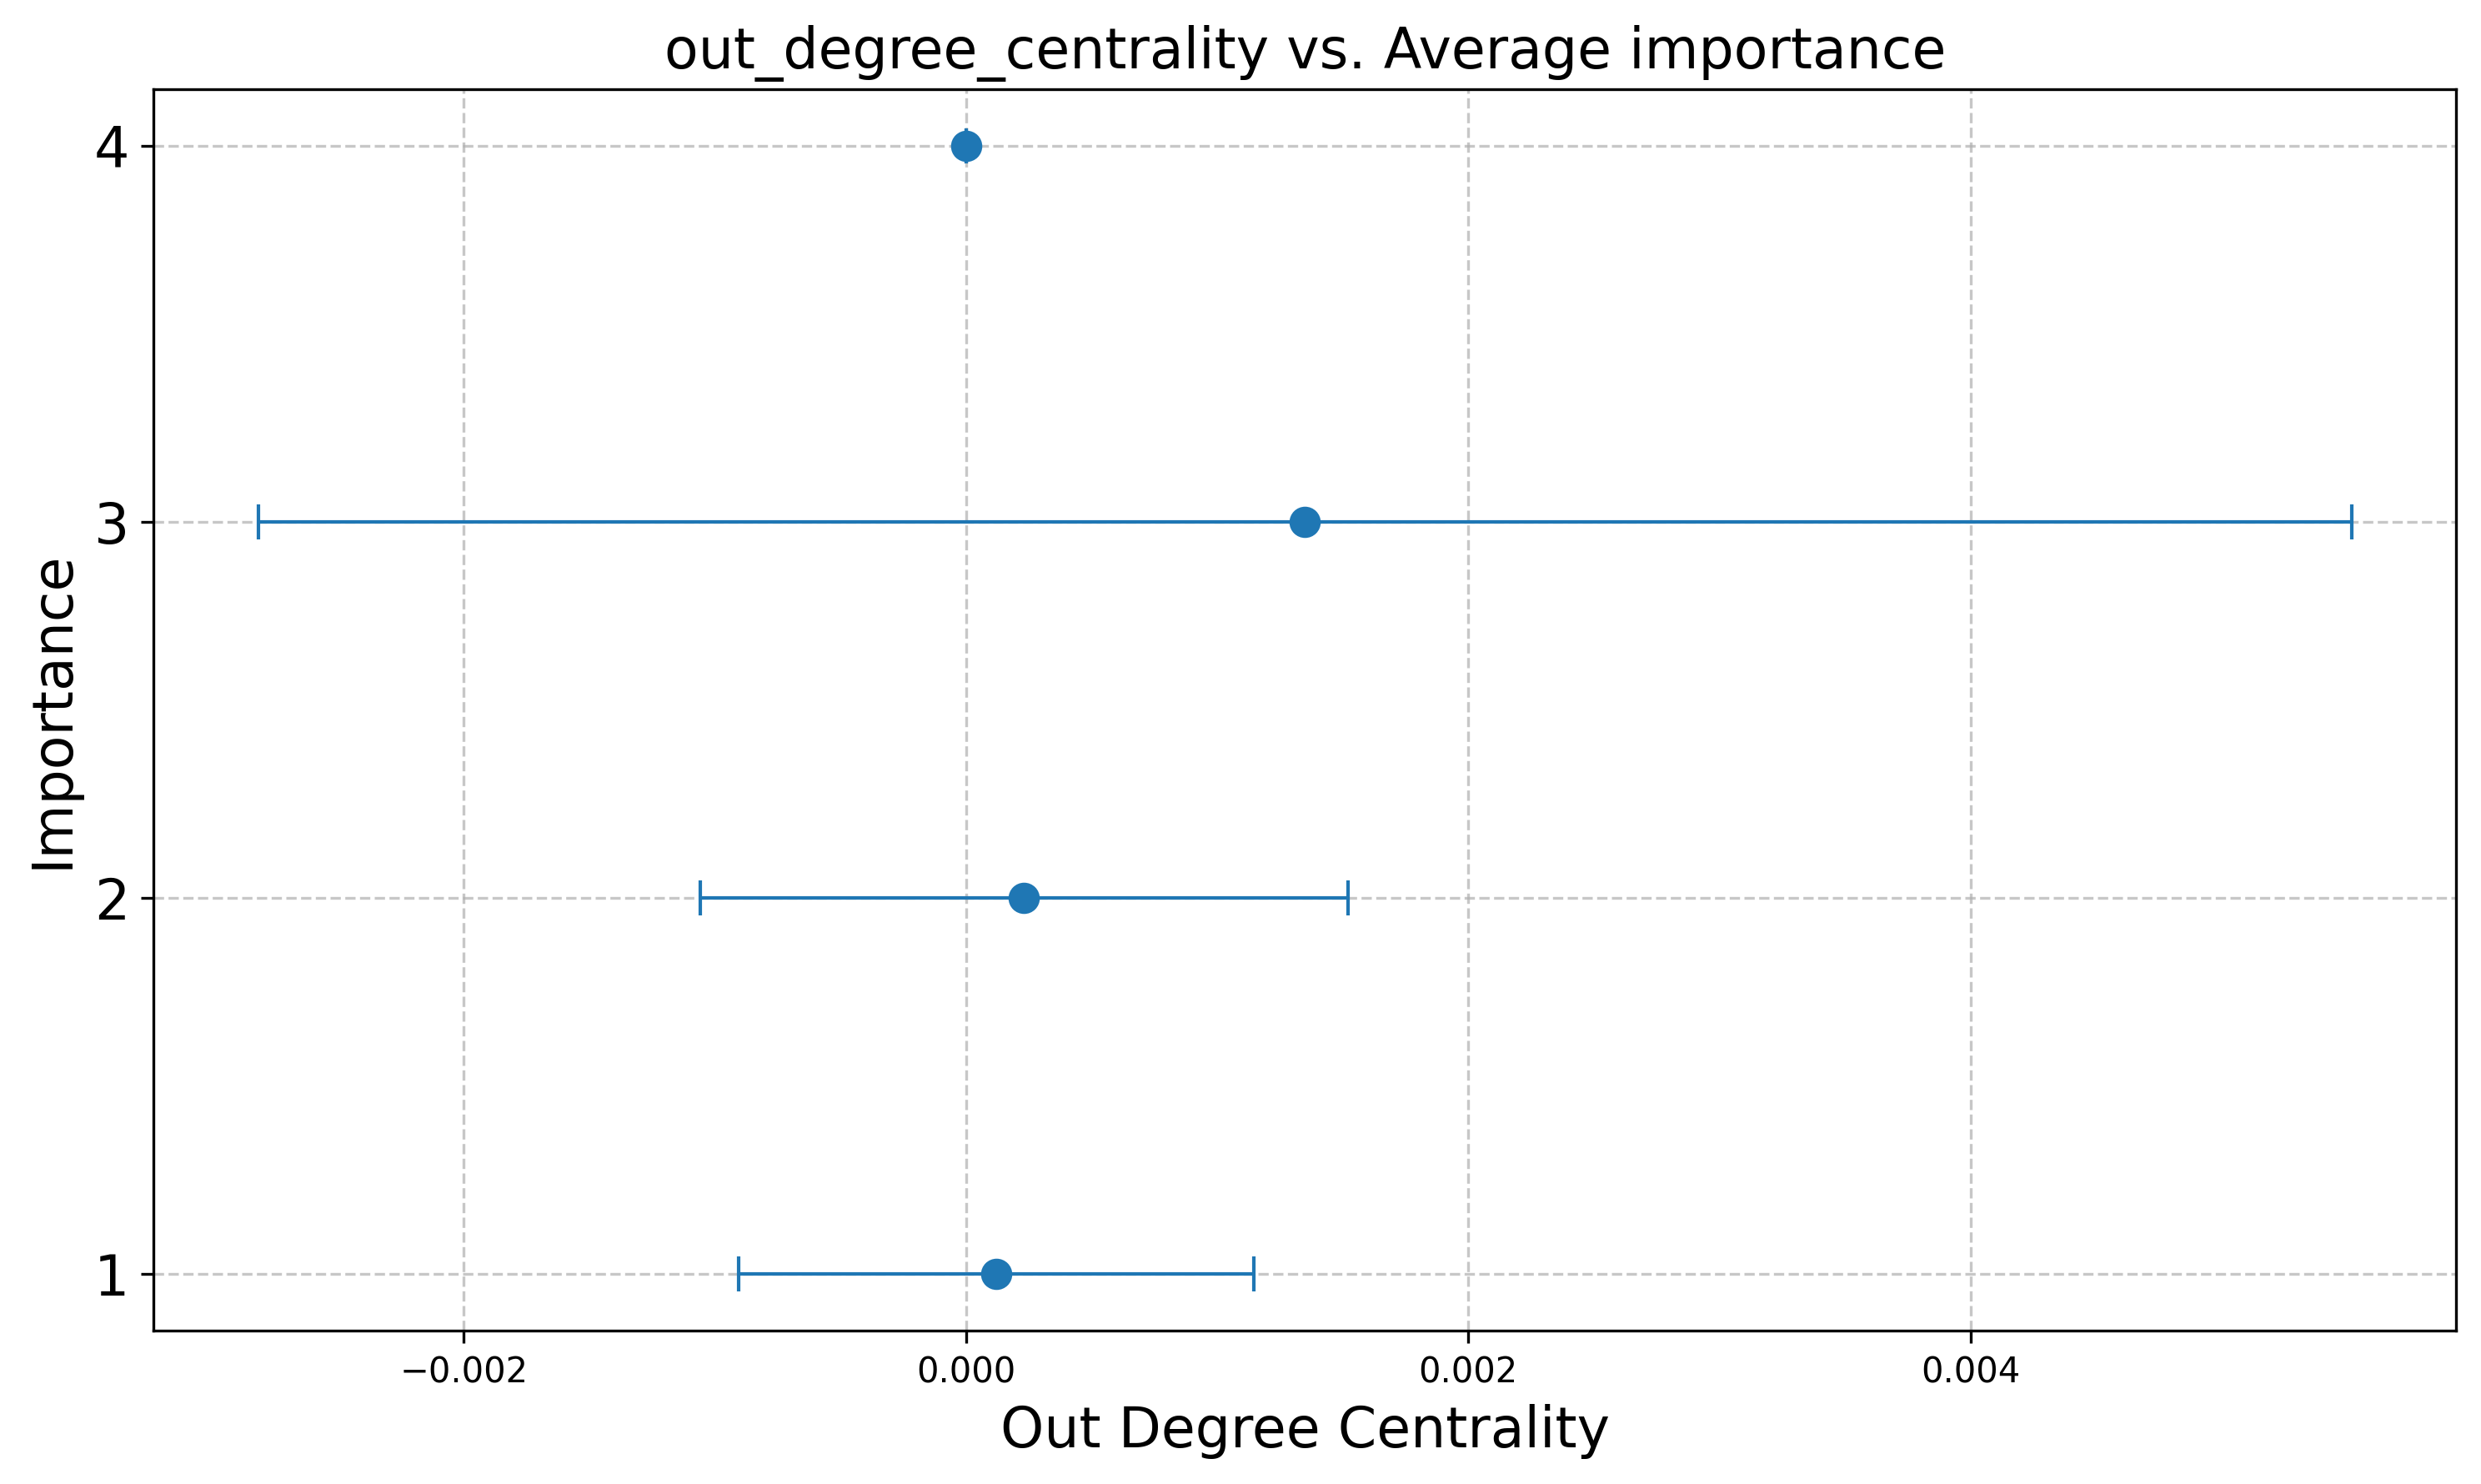 out_degree_centrality vs. Average importance
4
3
2
1
Importance
−0.002 0.000 0.002 0.004
Out Degree Centrality